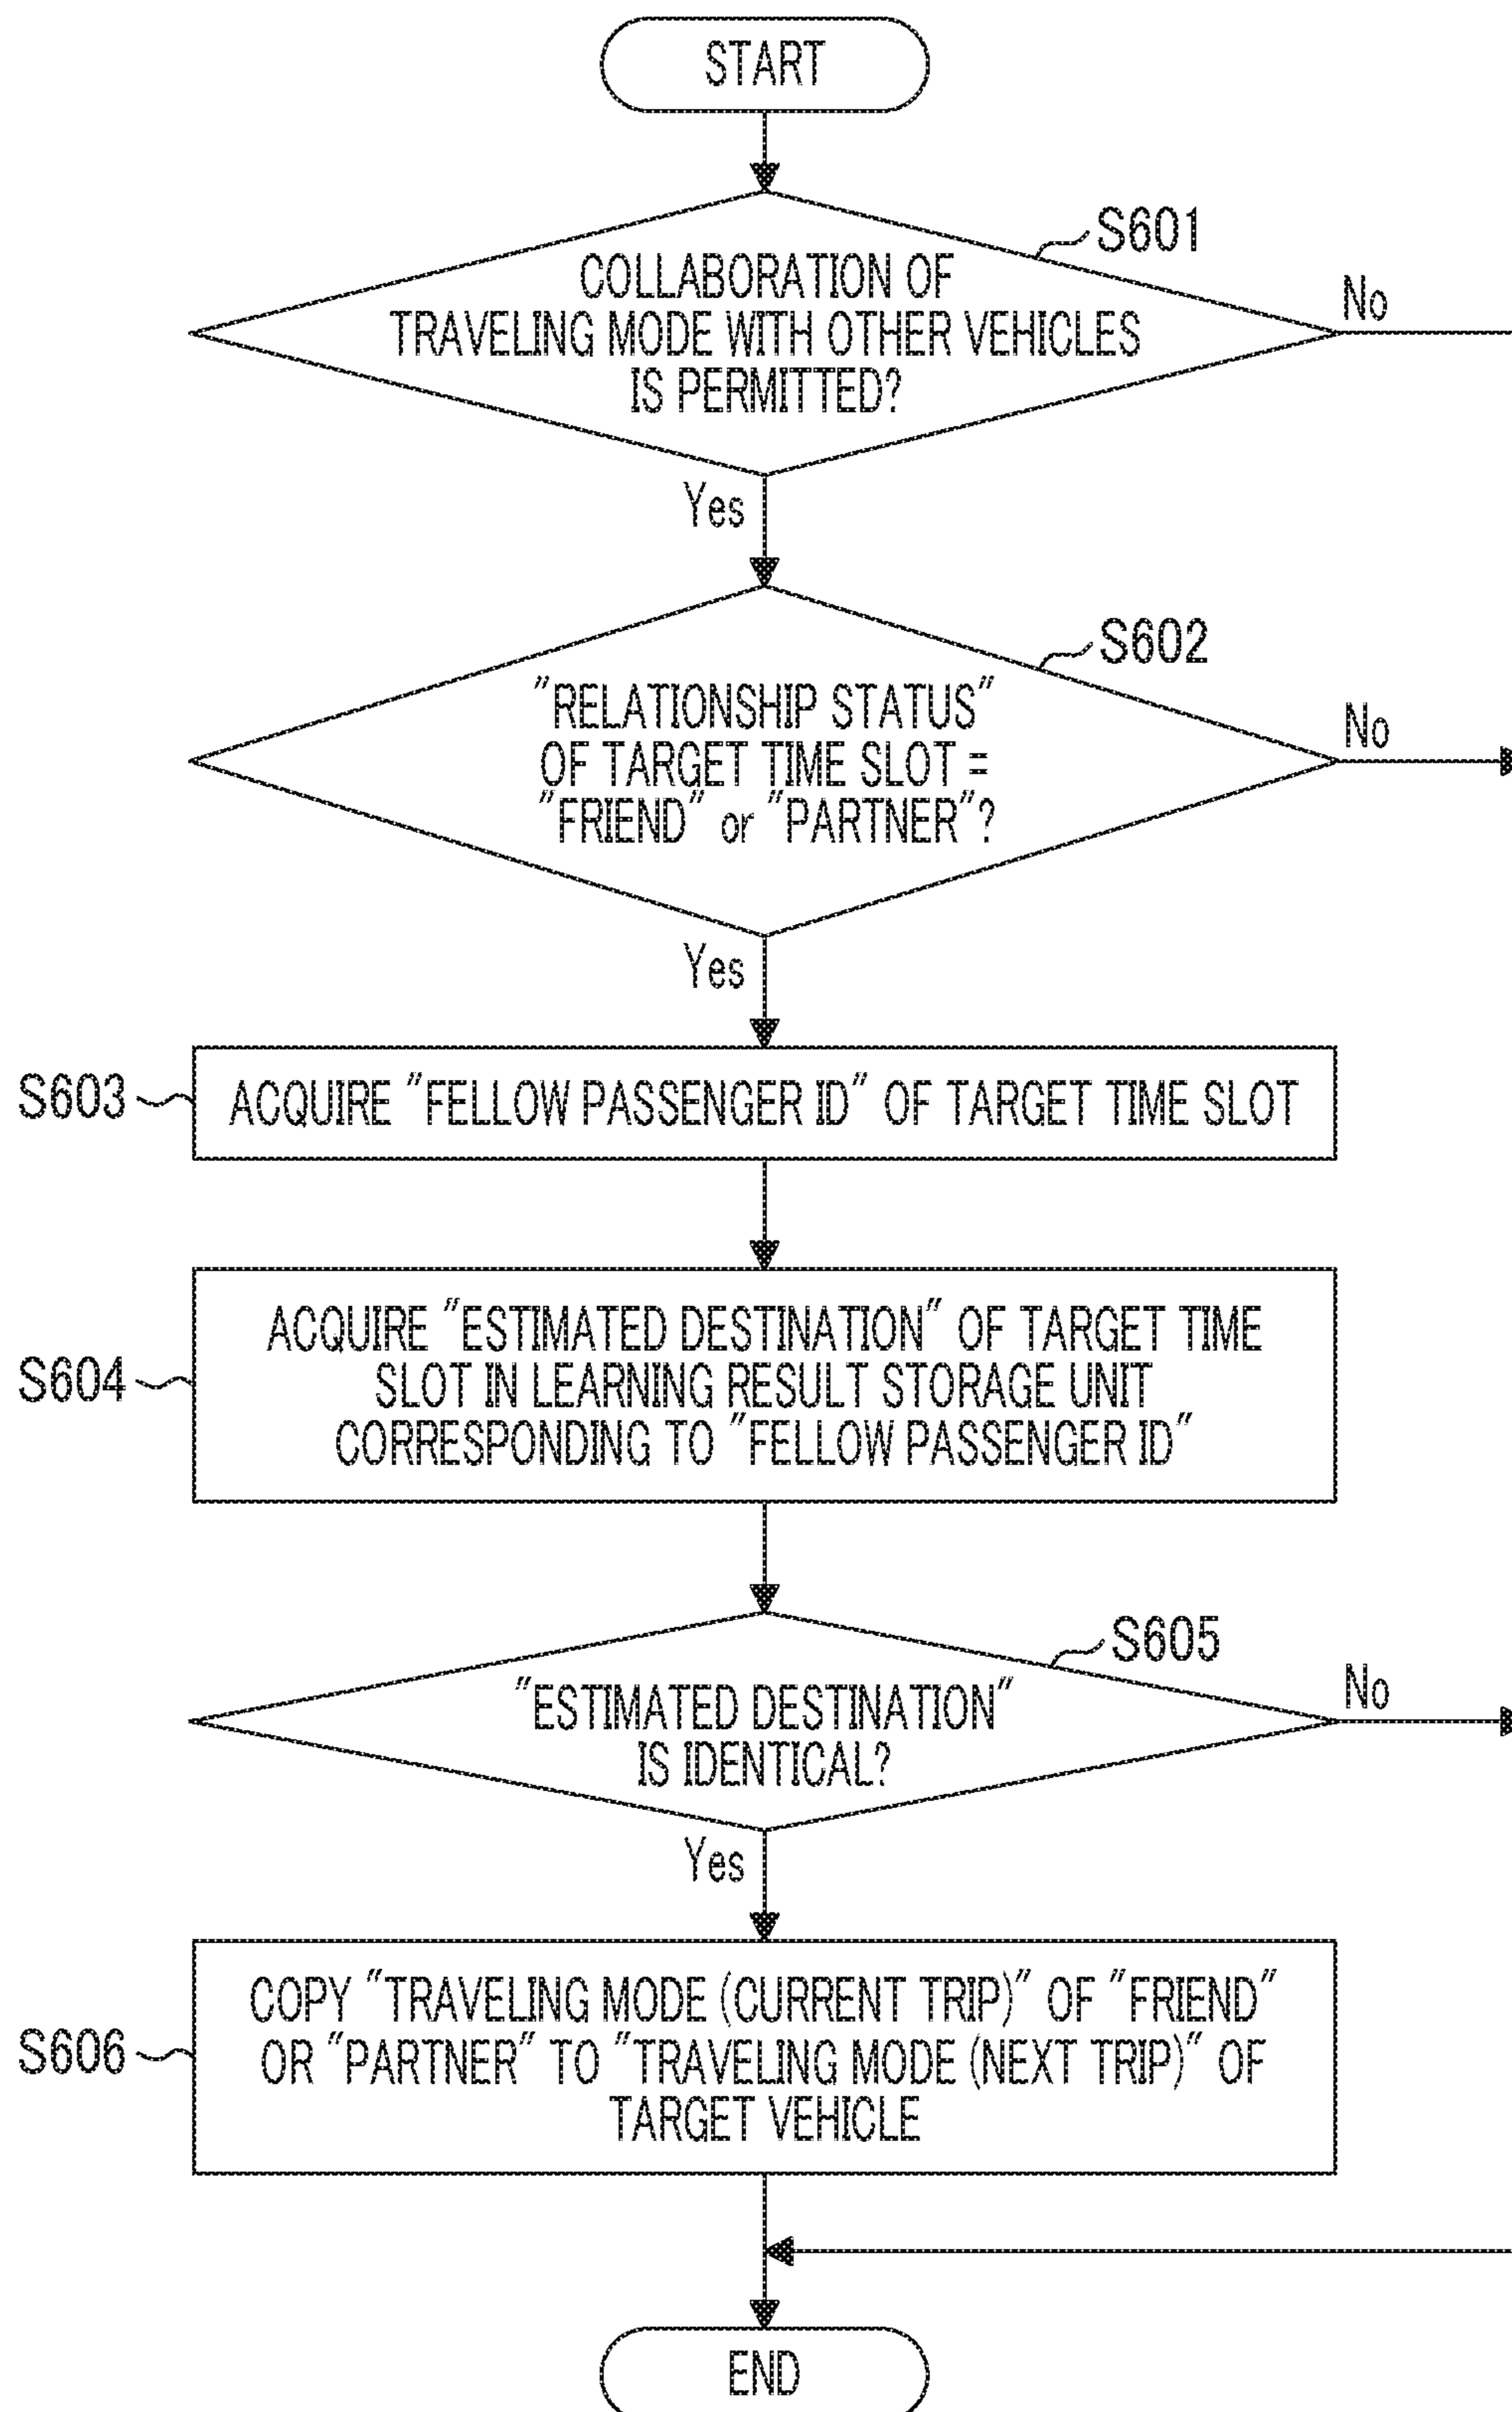 START
S601
COLLABORATION OF
TRAVELING MODE WITH OTHER VEHICLES
IS PERMITTED?
No
Yes
S602
"RELATIONSHIP STATUS"
OF TARGET TIME SLOT =
"FRIEND" or "PARTNER"?
No
Yes
S603
ACQUIRE "FELLOW PASSENGER ID" OF TARGET TIME SLOT
S604
ACQUIRE "ESTIMATED DESTINATION" OF TARGET TIME
SLOT IN LEARNING RESULT STORAGE UNIT
CORRESPONDING TO "FELLOW PASSENGER ID"
S605
"ESTIMATED DESTINATION"
IS IDENTICAL?
No
Yes
S606
COPY "TRAVELING MODE (CURRENT TRIP)" OF "FRIEND"
OR "PARTNER" TO "TRAVELING MODE (NEXT TRIP)" OF
TARGET VEHICLE
END